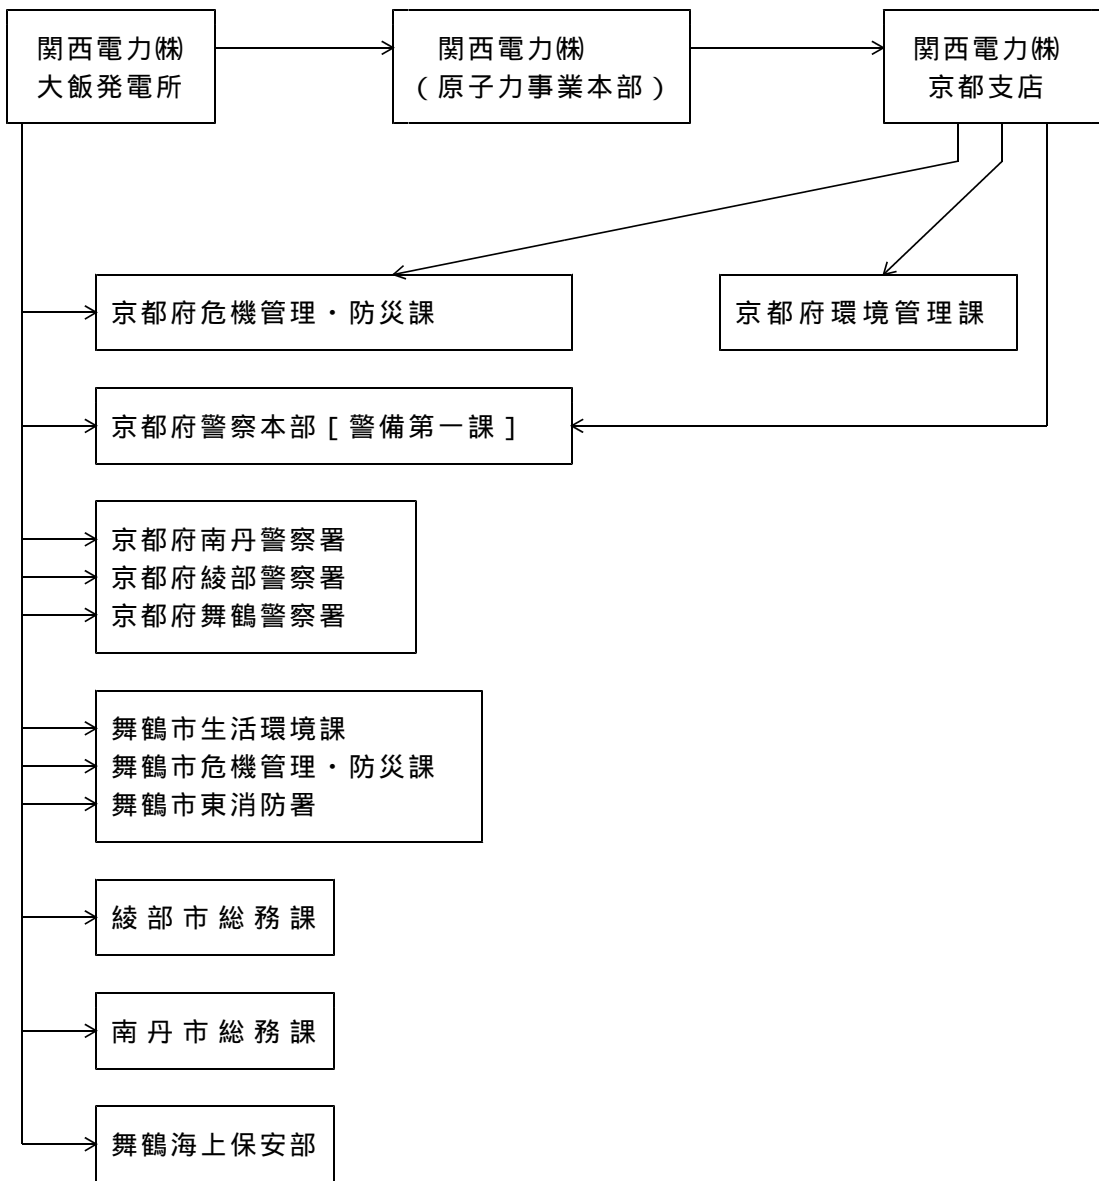 関西電力㈱
大飯発電所
関西電力㈱
（原子力事業本部）
関西電力㈱
京都支店
京都府危機管理・防災課
京都府環境管理課
京都府警察本部［警備第一課］
京都府南丹警察署
京都府綾部警察署
京都府舞鶴警察署
舞鶴市生活環境課
舞鶴市危機管理・防災課
舞鶴市東消防署
綾部市総務課
南丹市総務課
舞鶴海上保安部